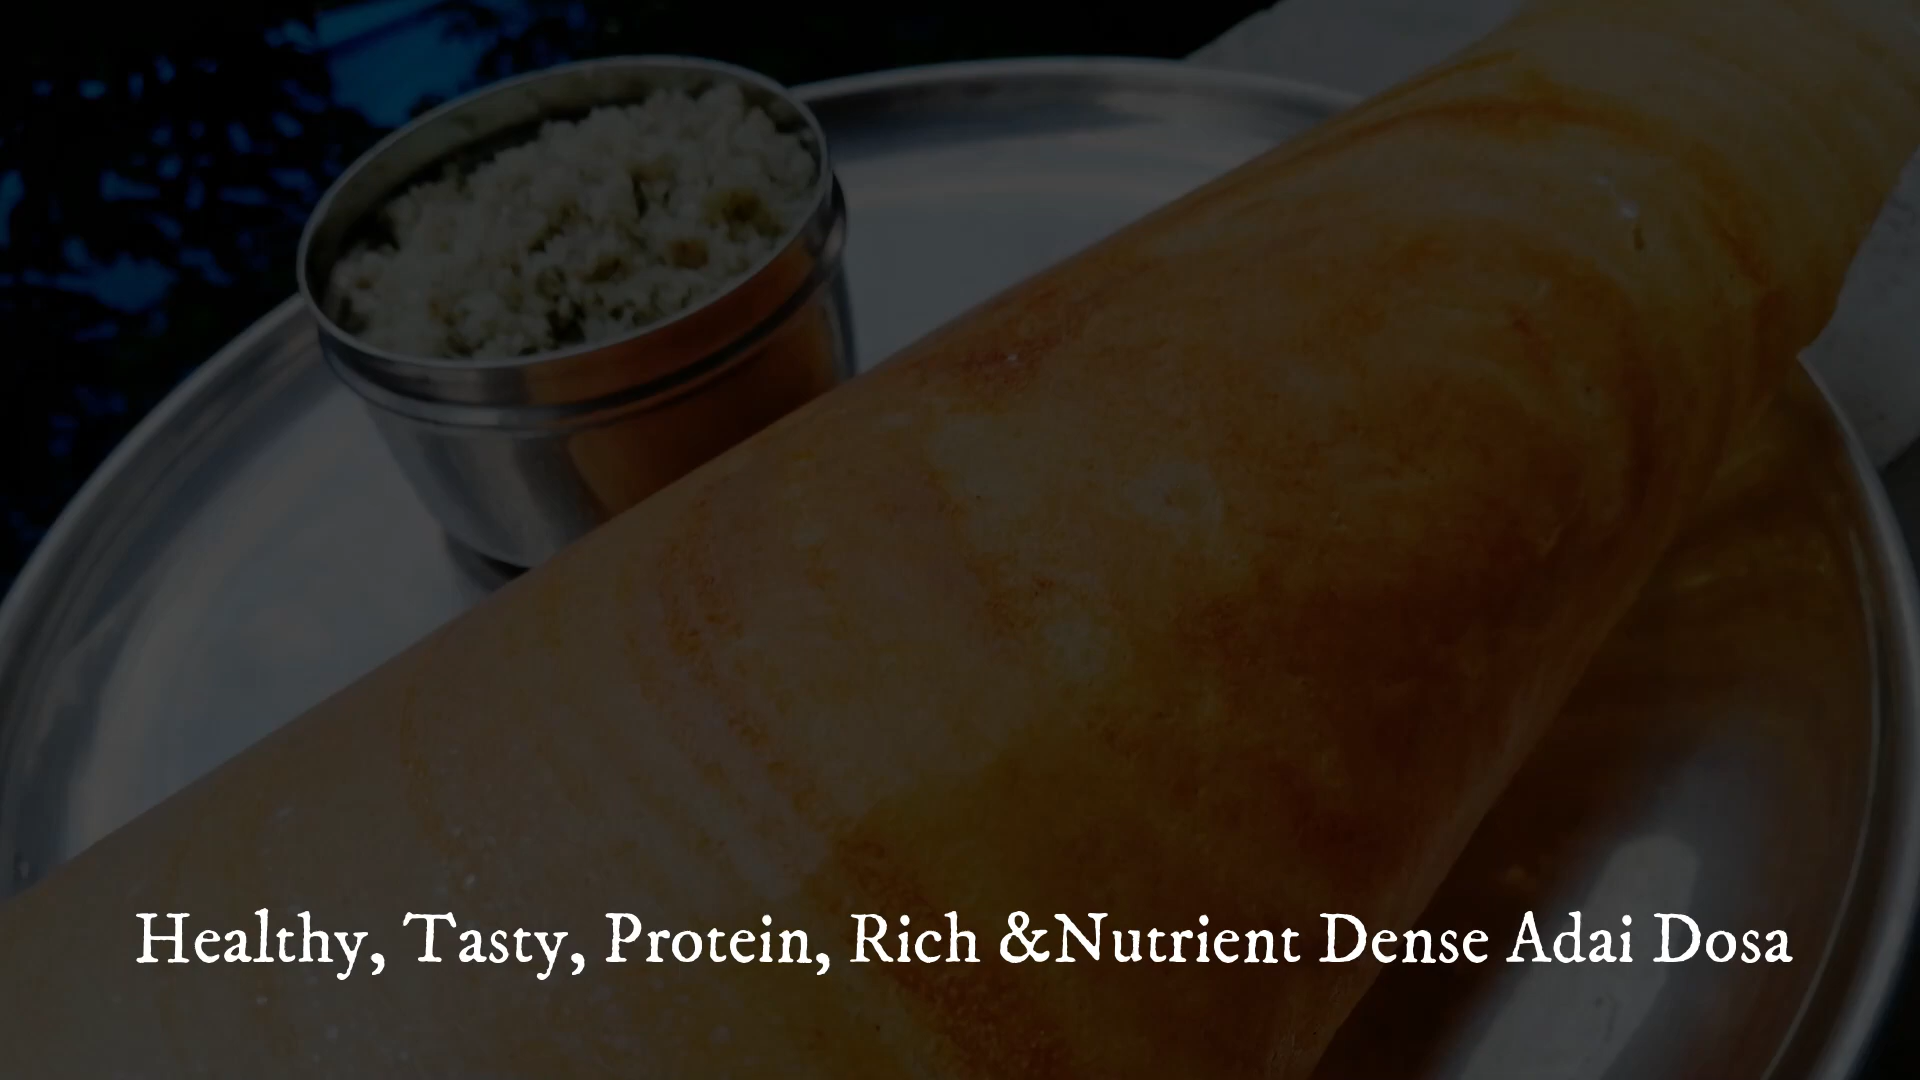 Healthy, Tasty, Protein, Rich &Nutrient Dense Adai Dosa